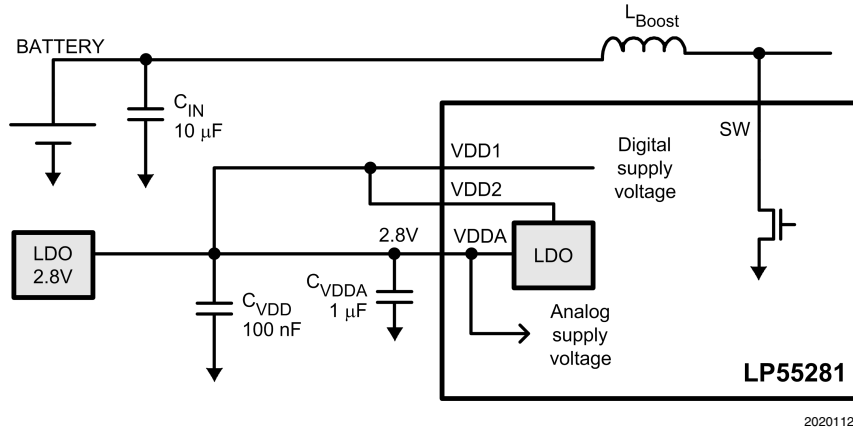 L_Boost
BATTERY
C_IN
10 μF
SW
VDD1
Digital
supply
voltage
VDD2
2.8V
VDDA
LDO
2.8V
LDO
C_VDD
100 nF
C_VDDA
1 μF
Analog
supply
voltage
LP55281
2020112